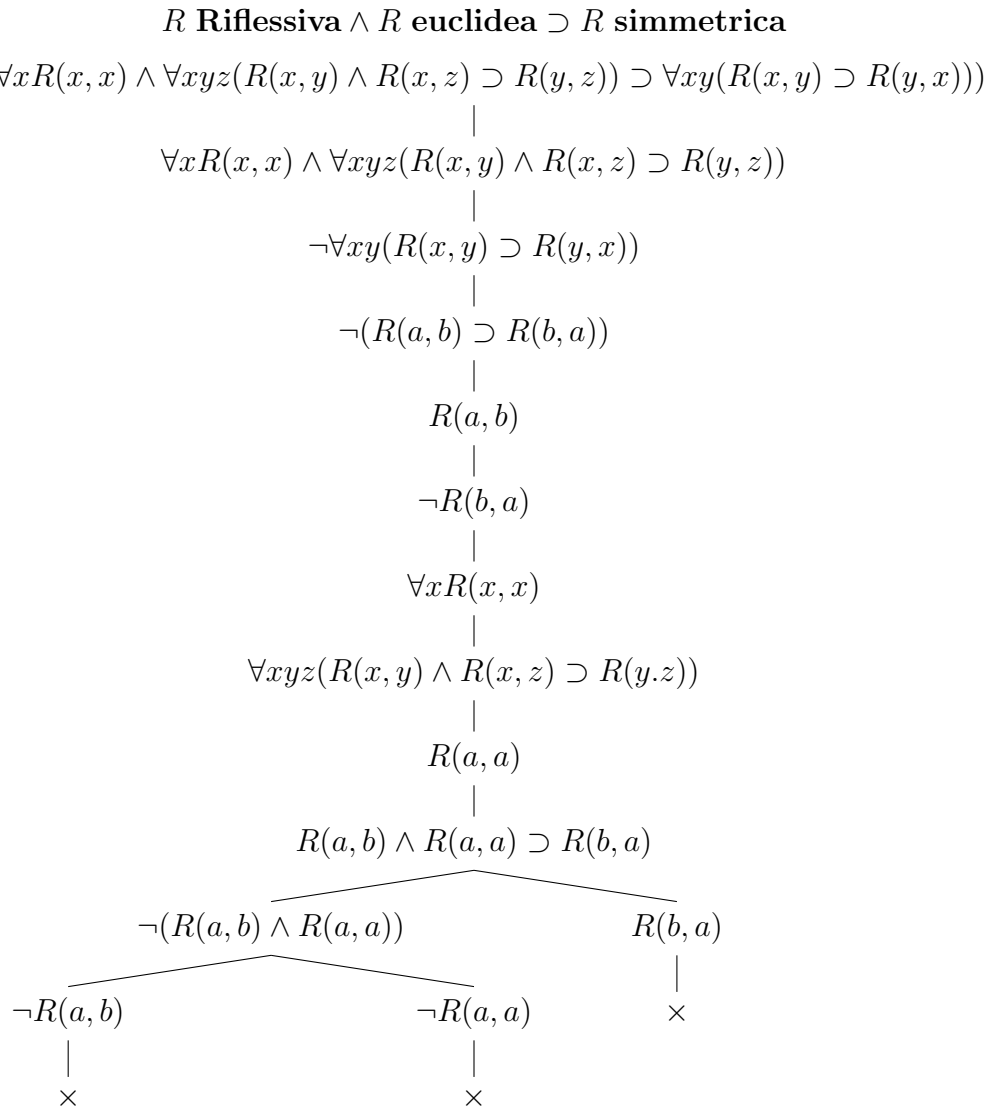 R Riflessiva ∧ R euclidea ⊃ R simmetrica
∀xR(x, x) ∧ ∀xyz(R(x, y) ∧ R(x, z) ⊃ R(y, z)) ⊃ ∀xy(R(x, y) ⊃ R(y, x)))
∀xR(x, x) ∧ ∀xyz(R(x, y) ∧ R(x, z) ⊃ R(y, z))
¬∀xy(R(x, y) ⊃ R(y, x))
¬(R(a, b) ⊃ R(b, a))
R(a, b)
¬R(b, a)
∀xR(x, x)
∀xyz(R(x, y) ∧ R(x, z) ⊃ R(y.z))
R(a, a)
R(a, b) ∧ R(a, a) ⊃ R(b, a)
¬(R(a, b) ∧ R(a, a)) R(b, a)
¬R(a, b) ¬R(a, a) ×
× ×